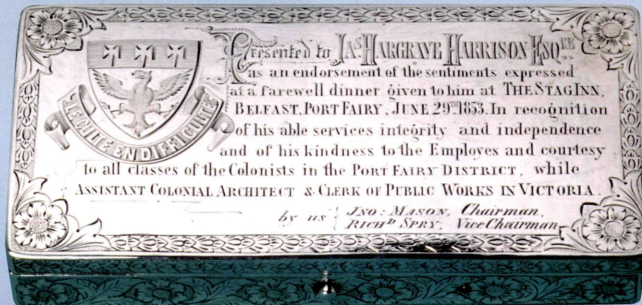 Presented to JAS. HARGRAVE HARRISON ESQRE
as an endorsement of the sentiments expressed
at a farewell dinner given to him at THE STAG INN,
BELFAST, PORT FAIRY, JUNE 29TH 1853. In recognition
of his able services integrity and independence
and of his kindness to the Employes and courtesy
to all classes of the Colonists in the PORT FAIRY DISTRICT, while
ASSISTANT COLONIAL ARCHITECT & CLERK OF PUBLIC WORKS IN VICTORIA.
by us JNO: MASON, Chairman.
RICHD SPRY, Vice Chairman